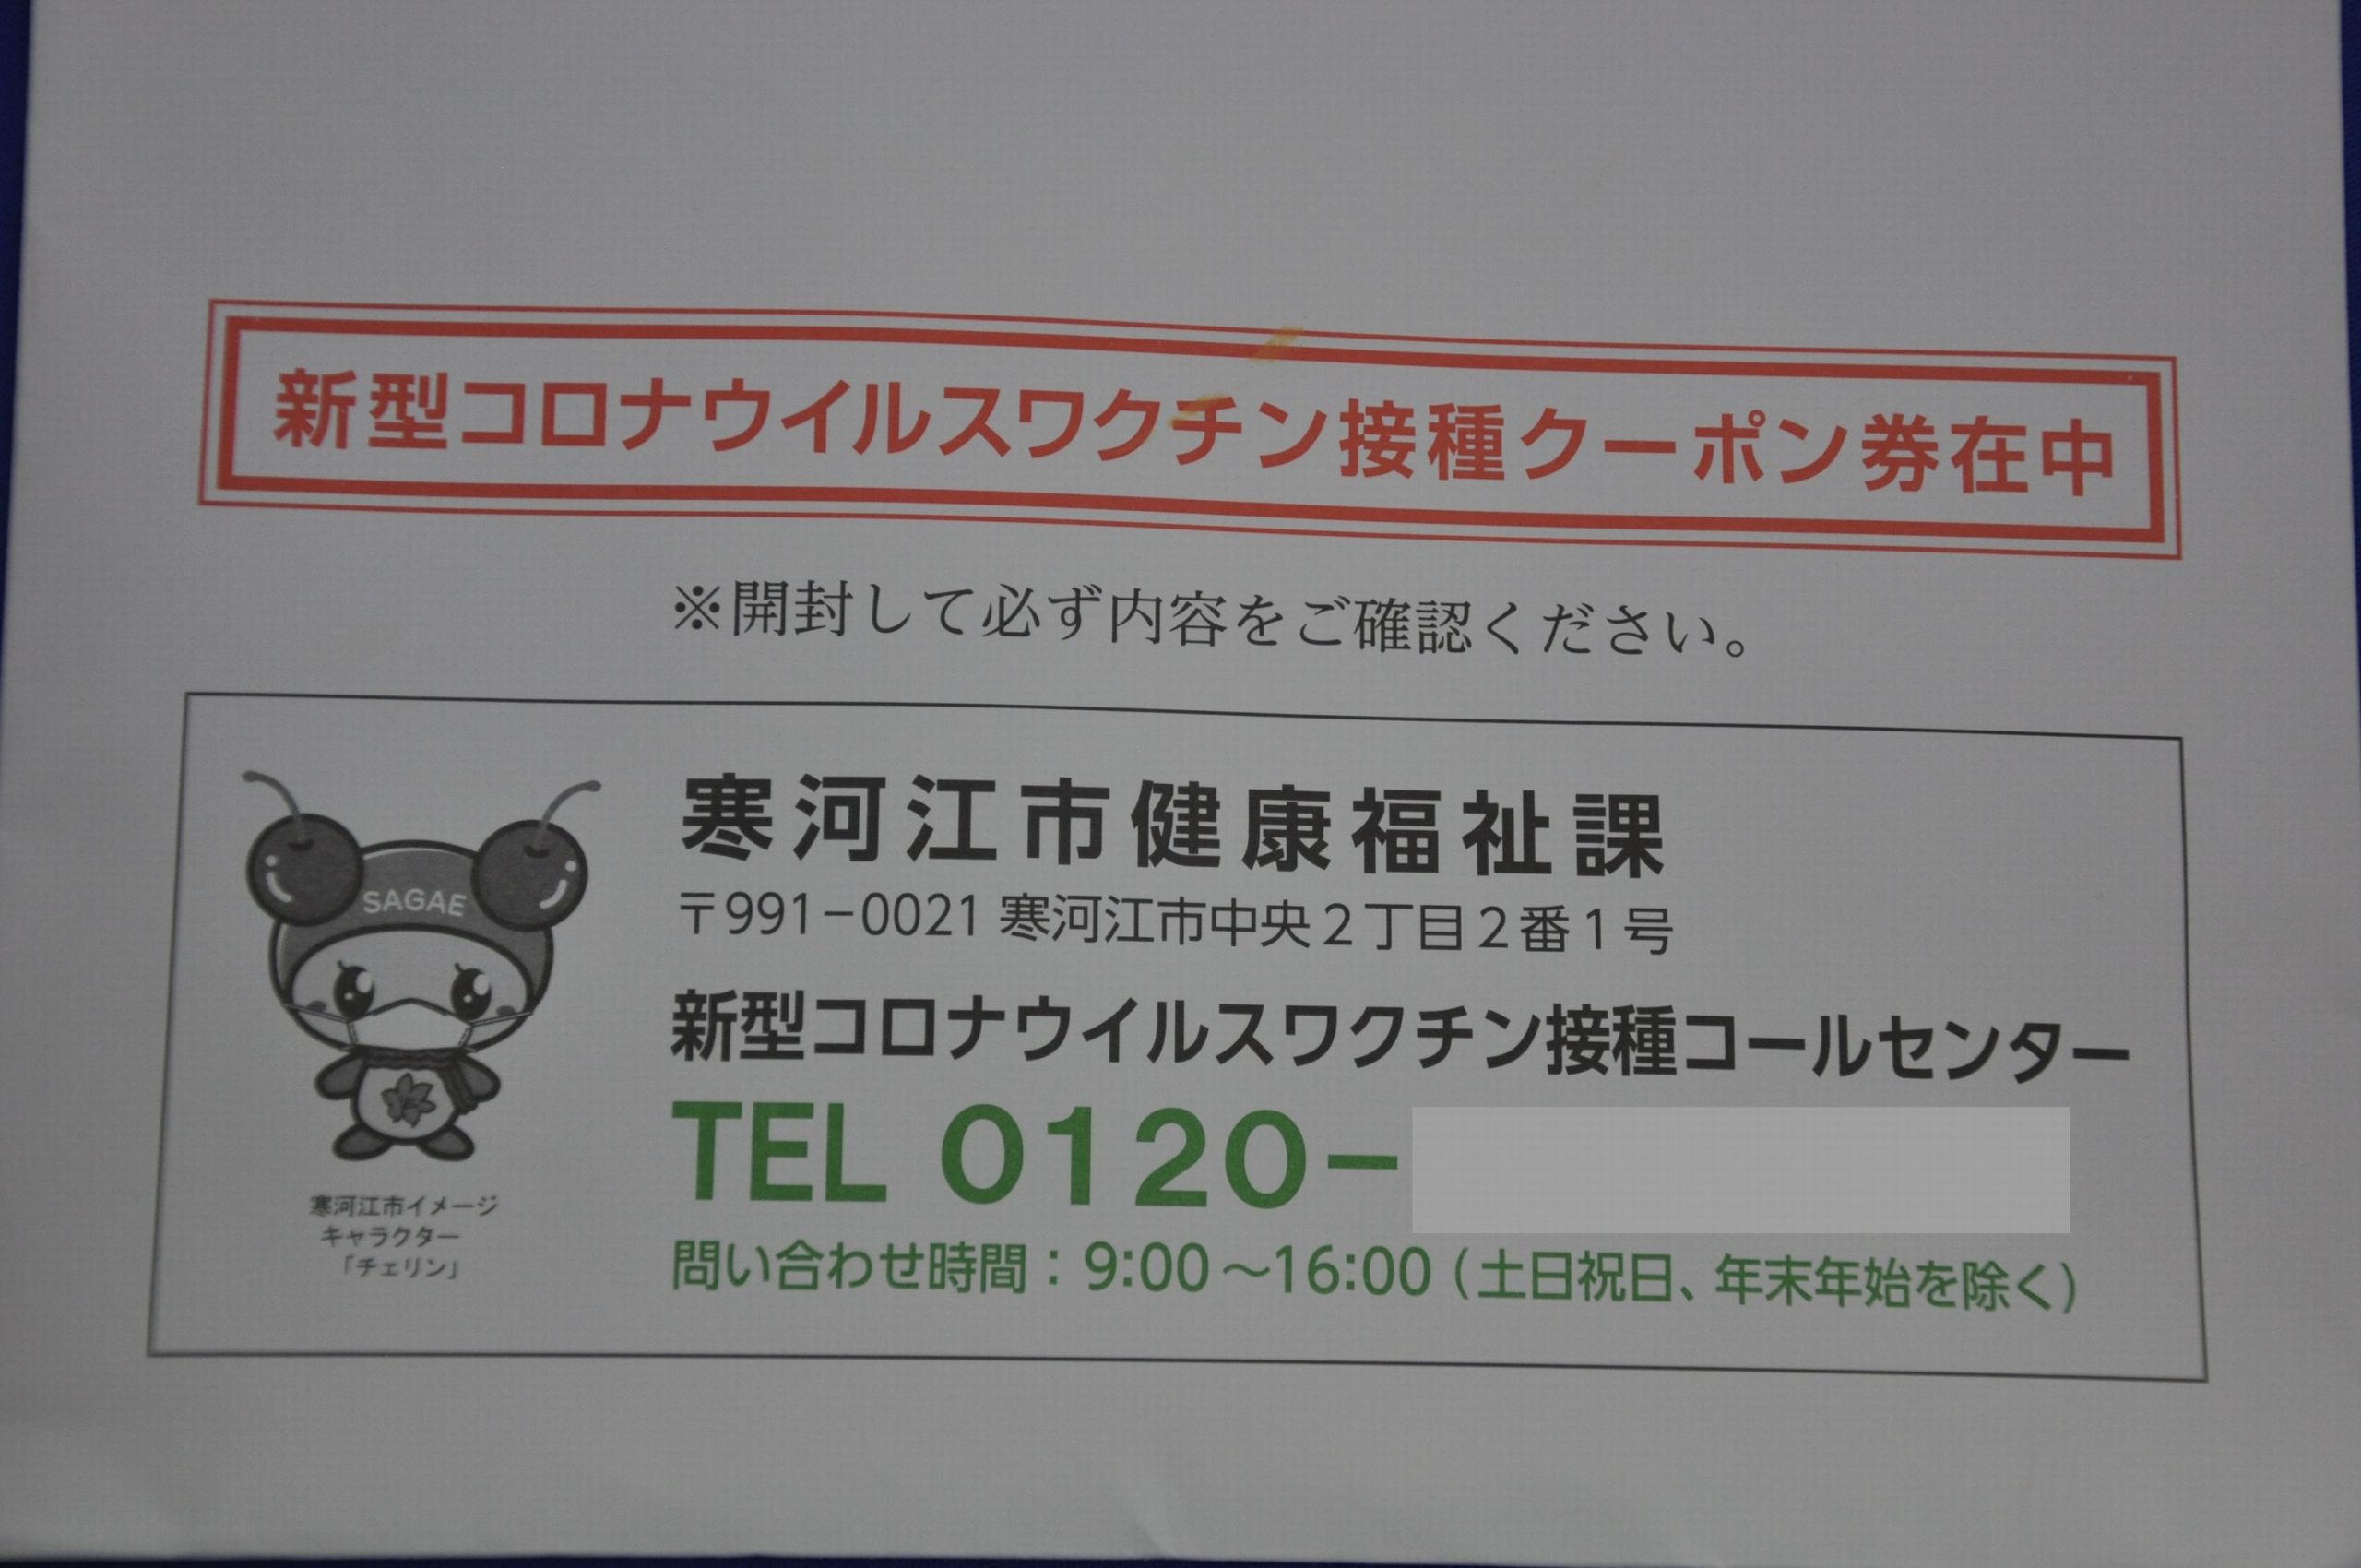 新型コロナウイルスワクチン接種クーポン券在中
※開封して必ず内容をご確認ください。
SAGAE
寒河江市イメージ
キャラクター
「チェリン」
寒河江市健康福祉課
〒991−0021 寒河江市中央2丁目2番1号
新型コロナウイルスワクチン接種コールセンター
TEL 0120−
問い合わせ時間：9:00～16:00（土日祝日、年末年始を除く）